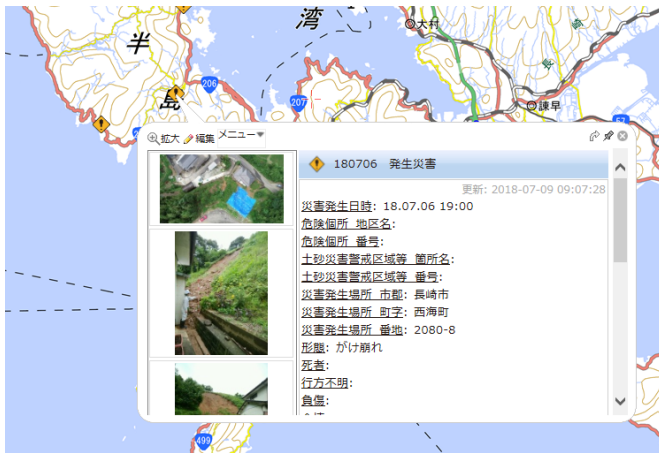 湾
大村
半
島
206
207
諫早
57
拡大 編集 メニュー▼
180706 発生災害
更新: 2018-07-09 09:07:28
災害発生日時: 18.07.06 19:00
危険個所 地区名:
危険個所 番号:
土砂災害警戒区域等 箇所名:
土砂災害警戒区域等 番号:
災害発生場所 市郡: 長崎市
災害発生場所 町字: 西海町
災害発生場所 番地: 2080-8
形態: がけ崩れ
死者:
行方不明:
負傷:
499